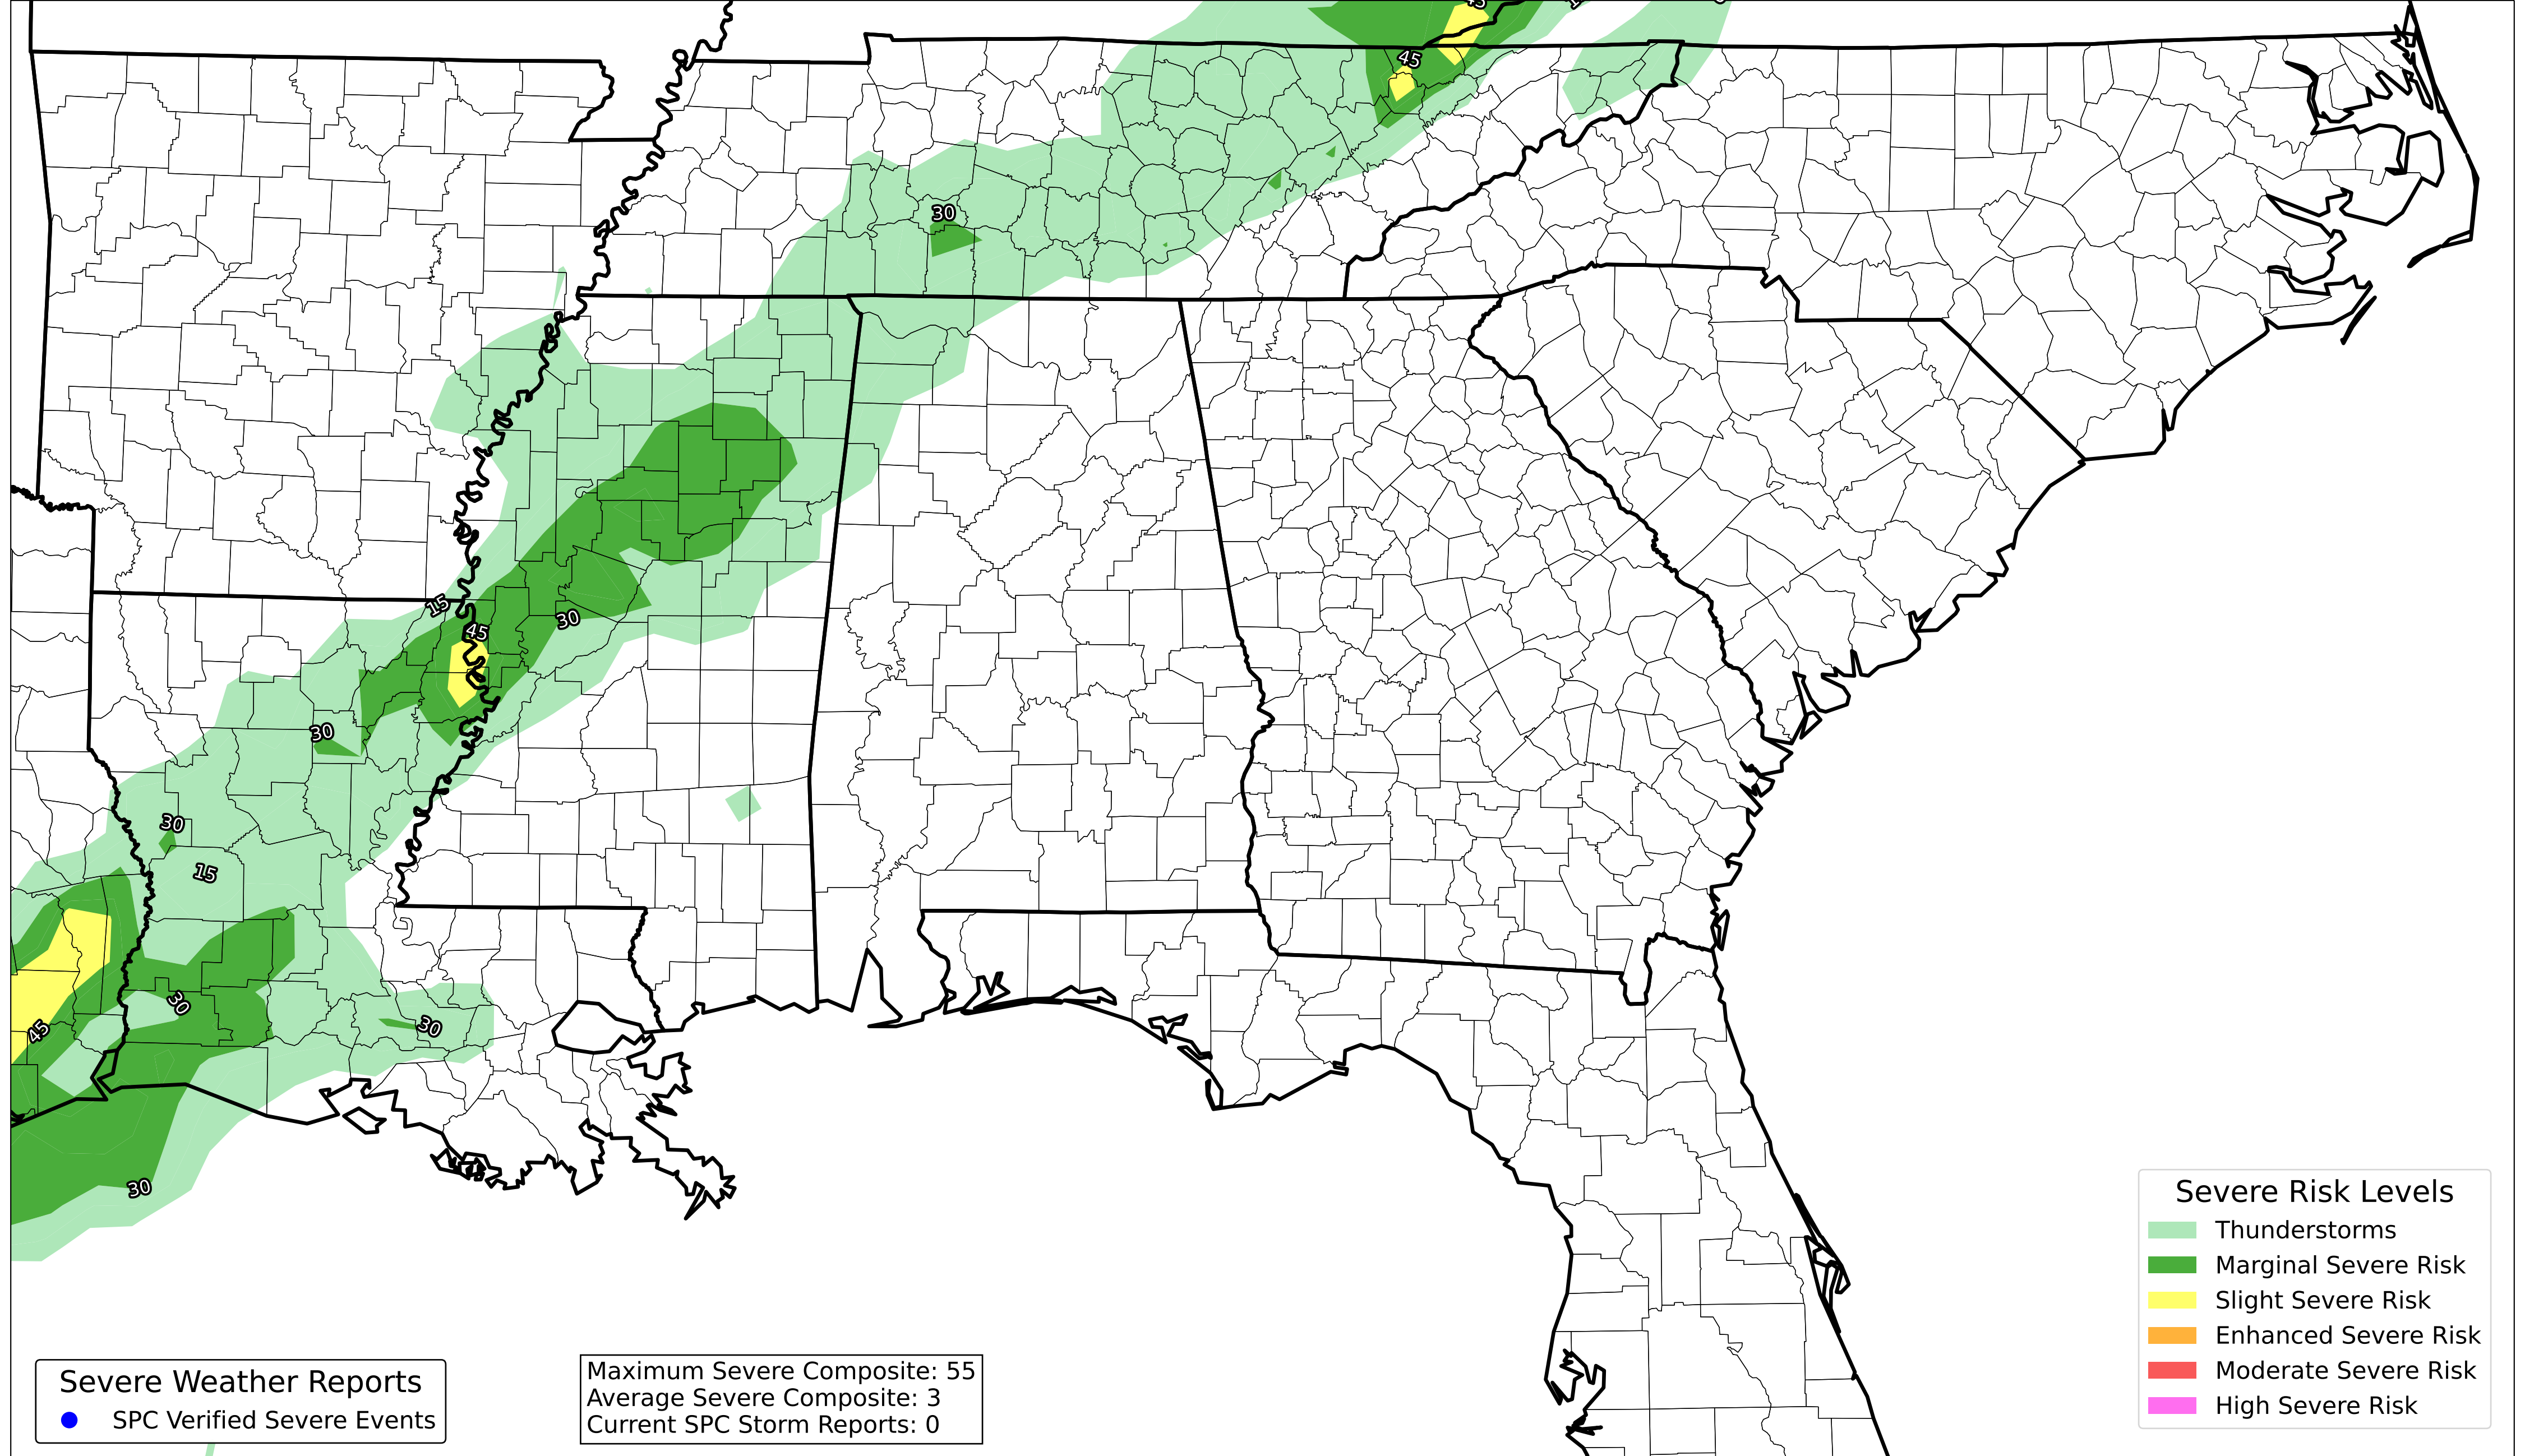 45
1
45
30
15
45
30
30
30
15
30
45
30
30
Severe Risk Levels
Thunderstorms
Marginal Severe Risk
Slight Severe Risk
Enhanced Severe Risk
Moderate Severe Risk
High Severe Risk
Severe Weather Reports
SPC Verified Severe Events
Maximum Severe Composite: 55
Average Severe Composite: 3
Current SPC Storm Reports: 0